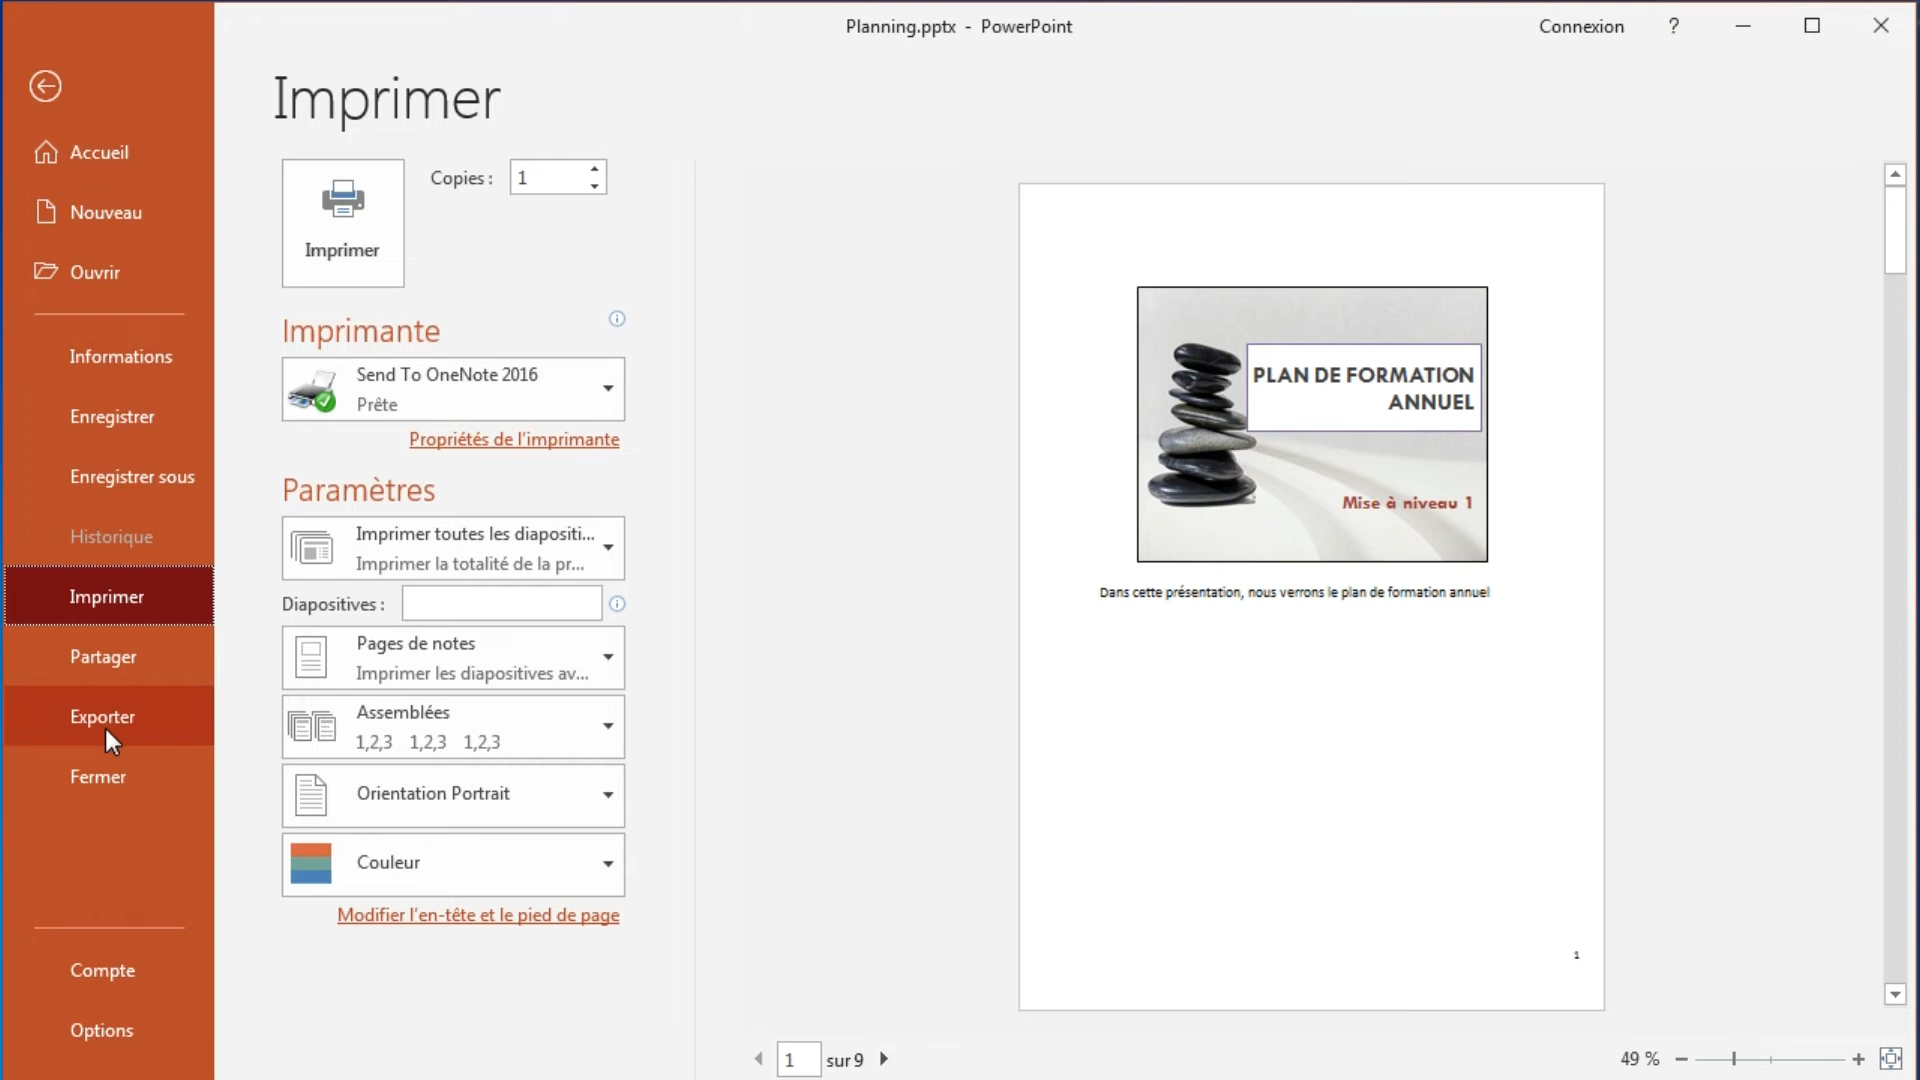 Planning.pptx - PowerPoint
Connexion
?
Accueil
Nouveau
Ouvrir
Informations
Enregistrer
Enregistrer sous
Historique
Imprimer
Partager
Exporter
Fermer
Compte
Options
Imprimer
Imprimer
Copies :
1
Imprimante
Send To OneNote 2016
Prête
Propriétés de l'imprimante
Paramètres
Imprimer toutes les diapositi...
Imprimer la totalité de la pr...
Diapositives :
Pages de notes
Imprimer les diapositives av...
Assemblées
1,2,3 1,2,3 1,2,3
Orientation Portrait
Couleur
Modifier l'en-tête et le pied de page
PLAN DE FORMATION
ANNUEL
Mise à niveau 1
Dans cette présentation, nous verrons le plan de formation annuel
1
1 sur 9
49 %